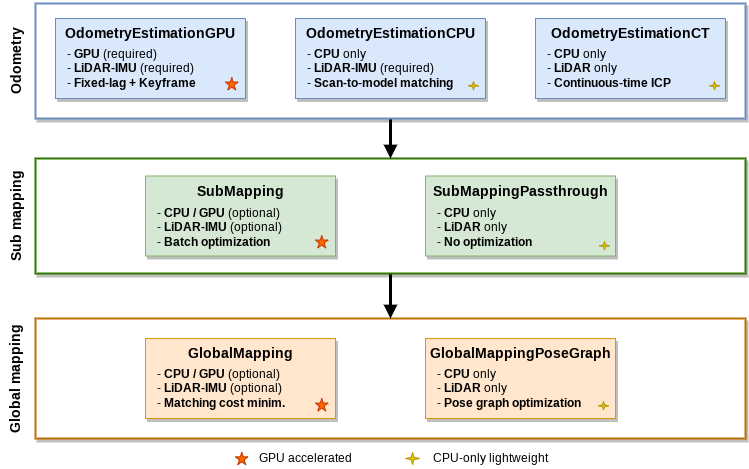 Odometry
OdometryEstimationGPU
- GPU (required)
- LiDAR-IMU (required)
- Fixed-lag + Keyframe
OdometryEstimationCPU
- CPU only
- LiDAR-IMU (required)
- Scan-to-model matching
OdometryEstimationCT
- CPU only
- LiDAR only
- Continuous-time ICP
Sub mapping
SubMapping
- CPU / GPU (optional)
- LiDAR-IMU (optional)
- Batch optimization
SubMappingPassthrough
- CPU only
- LiDAR only
- No optimization
Global mapping
GlobalMapping
- CPU / GPU (optional)
- LiDAR-IMU (optional)
- Matching cost minim.
GlobalMappingPoseGraph
- CPU only
- LiDAR only
- Pose graph optimization
GPU accelerated
CPU-only lightweight